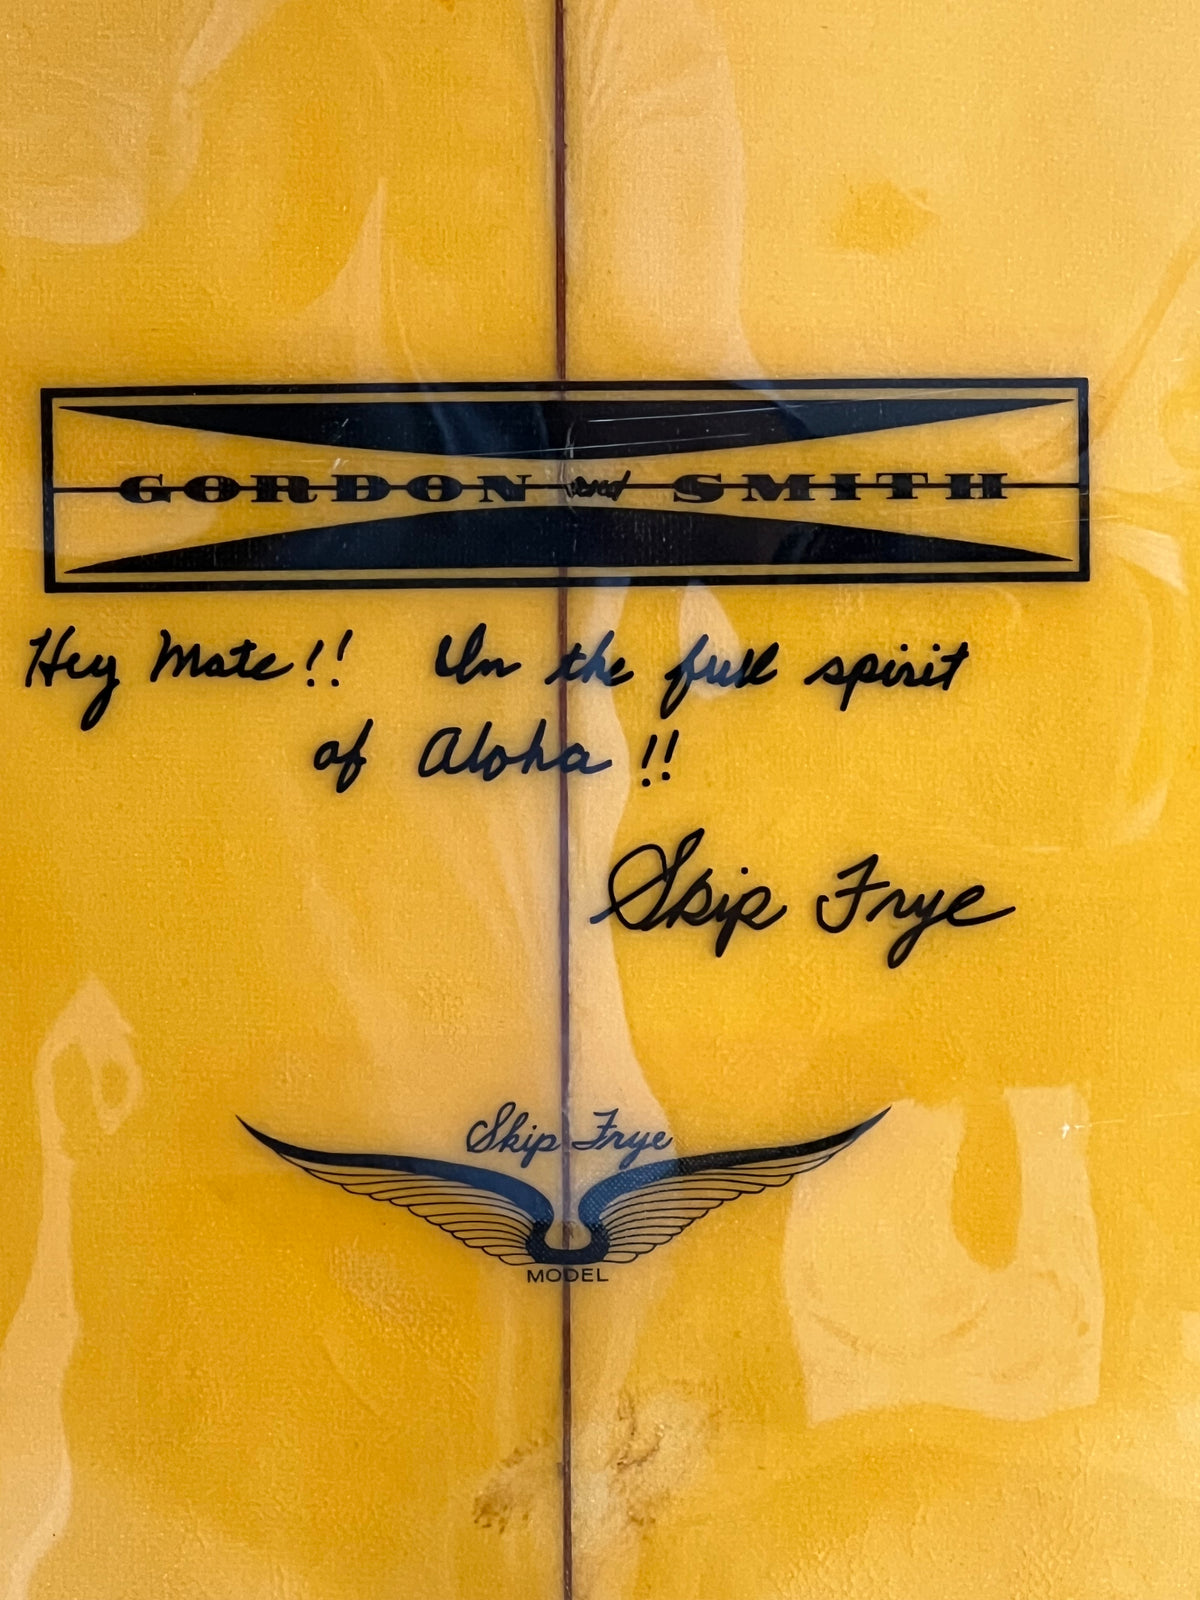 GORDON and SMITH
Hey Mate!! In the full spirit
of Aloha!!
Skip Frye
Skip Frye
MODEL